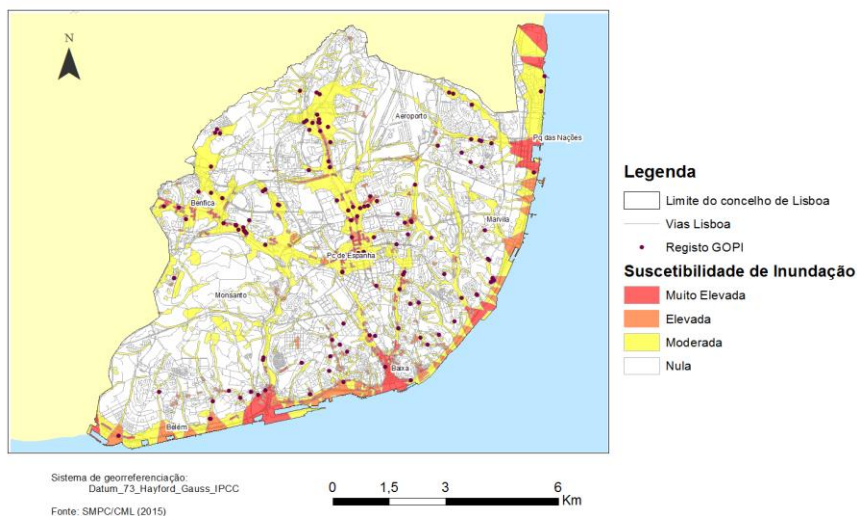 N
Aeroporto
Pq das Nações
Benfica
Marvila
Pç de Espanha
Monsanto
Baixa
Belém
Legenda
Limite do concelho de Lisboa
Vias Lisboa
Registo GOPI
Suscetibilidade de Inundação
Muito Elevada
Elevada
Moderada
Nula
Sistema de georreferenciação:
Datum_73_Hayford_Gauss_IPCC
Fonte: SMPC/CML (2015)
0 1,5 3 6
Km